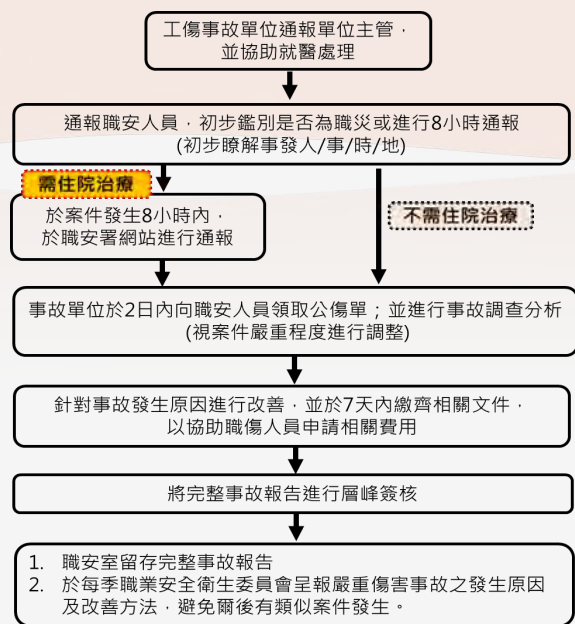 工傷事故單位通報單位主管，
並協助就醫處理
通報職安人員，初步鑑別是否為職災或進行8小時通報
(初步瞭解事發人/事/時/地)
需住院治療
於案件發生8小時內，
於職安署網站進行通報
不需住院治療
事故單位於2日內向職安人員領取公傷單；並進行事故調查分析
(視案件嚴重程度進行調整)
針對事故發生原因進行改善，並於7天內繳齊相關文件，
以協助職傷人員申請相關費用
將完整事故報告進行層峰簽核
1. 職安室留存完整事故報告
2. 於每季職業安全衛生委員會呈報嚴重傷害事故之發生原因
及改善方法，避免爾後有類似案件發生。